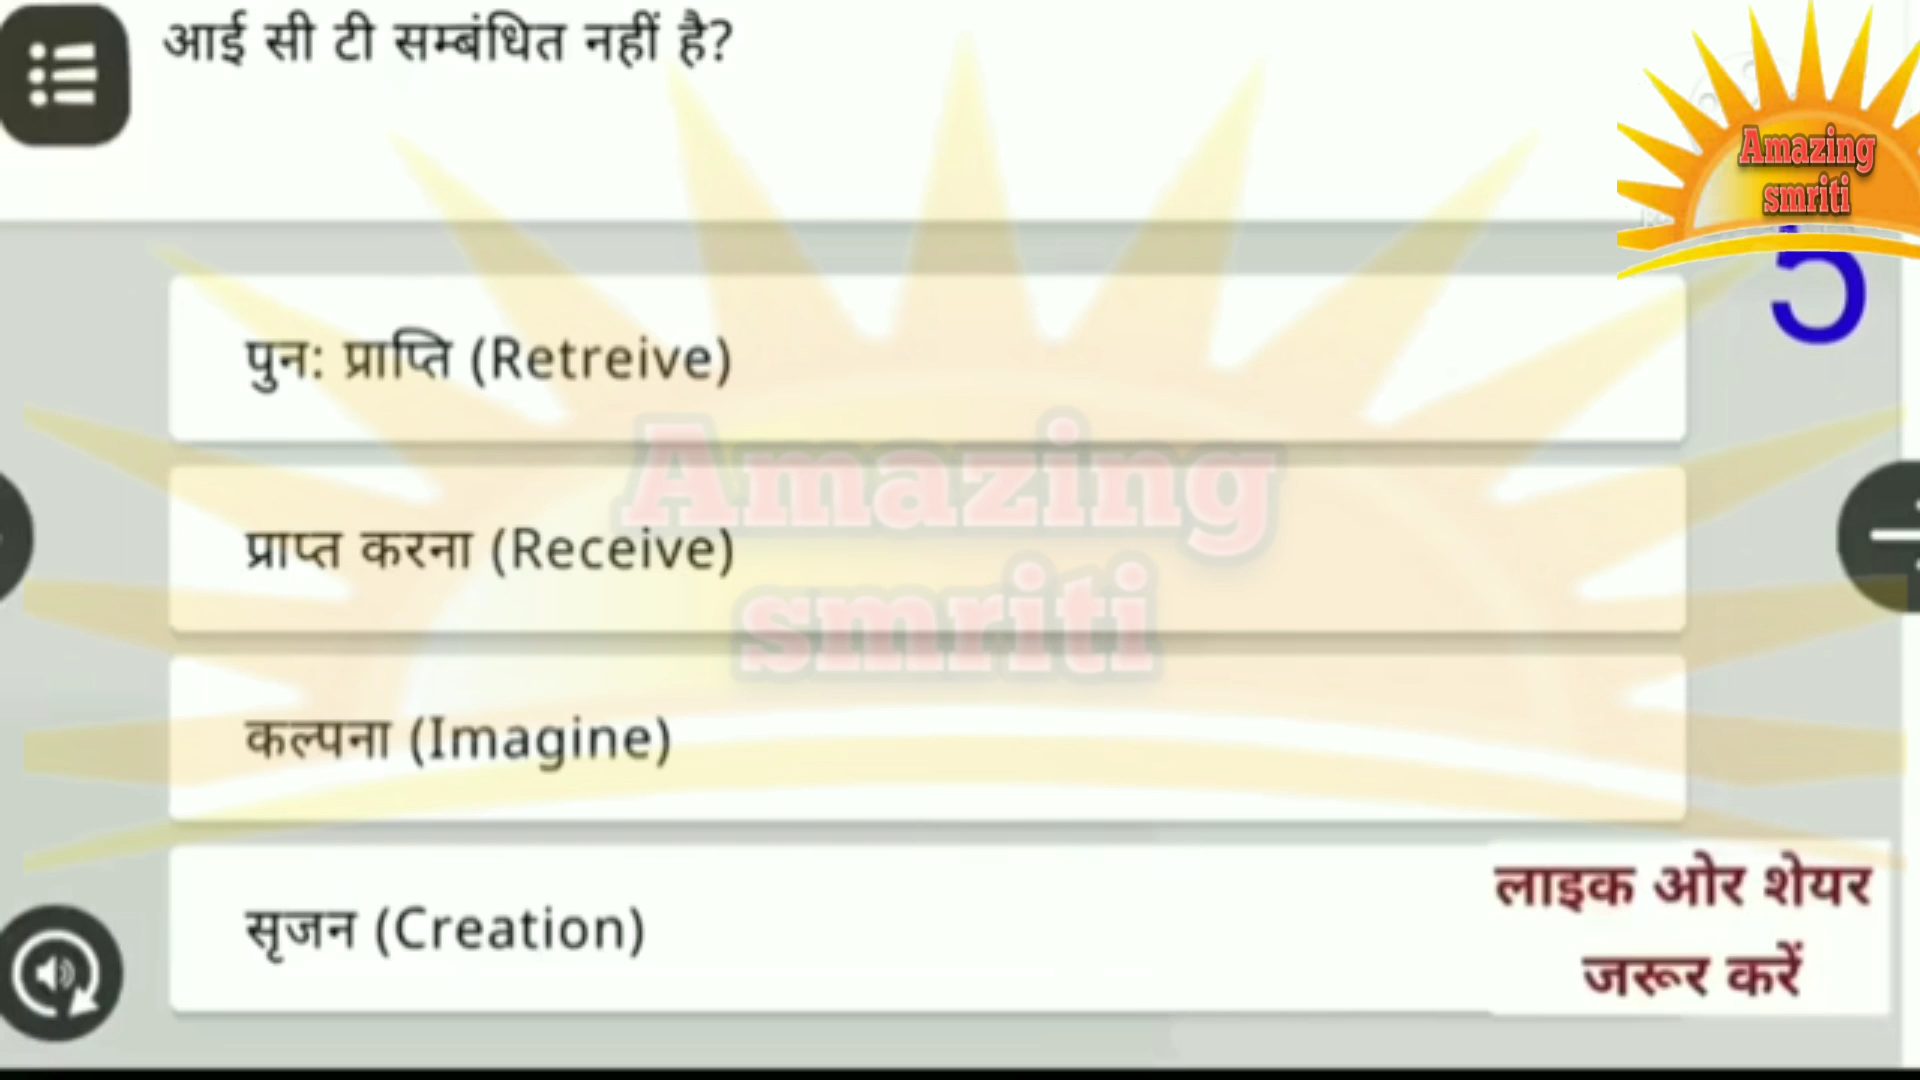 आई सी टी सम्बंधित नहीं है?
Amazing
smriti
5
पुन: प्राप्ति (Retreive)
प्राप्त करना (Receive)
Amazing
smriti
कल्पना (Imagine)
सृजन (Creation)
लाइक ओर शेयर
जरूर करें